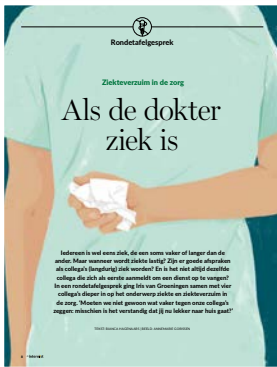 Rondetafelgesprek
Ziekteverzuim in de zorg
Als de dokter
ziek is
Iedereen is wel eens ziek, de een soms vaker of langer dan de
ander. Maar wanneer wordt ziekte lastig? Zijn er goede afspraken
als collega's (langdurig) ziek worden? En is het niet altijd dezelfde
collega die zich als eerste aanmeldt om een dienst op te vangen?
In een rondetafelgesprek ging Iris van Groeningen samen met vier
collega's dieper in op het onderwerp ziekte en ziekteverzuim in
de zorg. 'Moeten we niet gewoon wat vaker tegen onze collega's
zeggen: misschien is het verstandig dat jij nu lekker naar huis gaat?'